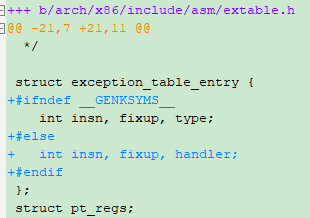 +++ b/arch/x86/include/asm/extable.h
@@ -21,7 +21,11 @@
*/
struct exception_table_entry {
+#ifndef __GENKSYMS__
int insn, fixup, type;
+#else
+ int insn, fixup, handler;
+#endif
};
struct pt_regs;